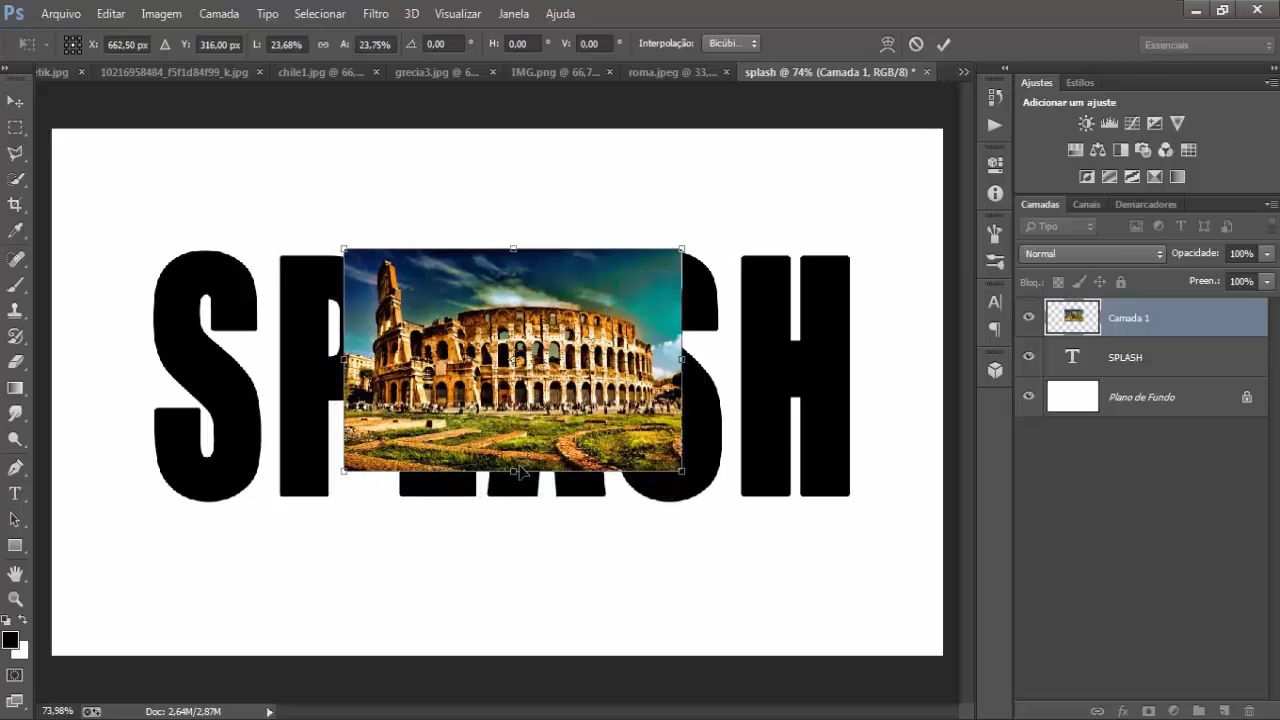 Ps Arquivo Editar Imagem Camada Tipo Selecionar Filtro 3D Visualizar Janela Ajuda
X: 662,50 px Y: 316,00 px L: 23,68% A: 23,75% 0,00 ° H: 0,00 ° V: 0,00 ° Interpolação: Bicúbi... Essenciais
etik.jpg × 10216958484_f5f1d84f99_k.jpg × chile1.jpg @ 66,... × grecia3.jpg @ 6... × IMG.png @ 66,7... × roma.jpeg @ 33,... × splash @ 74% (Camada 1, RGB/8) * ×
Ajustes Estilos
Adicionar um ajuste
Camadas Canais Demarcadores
Tipo
Normal Opacidade: 100%
Bloq.: Preen.: 100%
Camada 1
T SPLASH
Plano de Fundo
SPLASH
73,98% Doc: 2,64M/2,87M